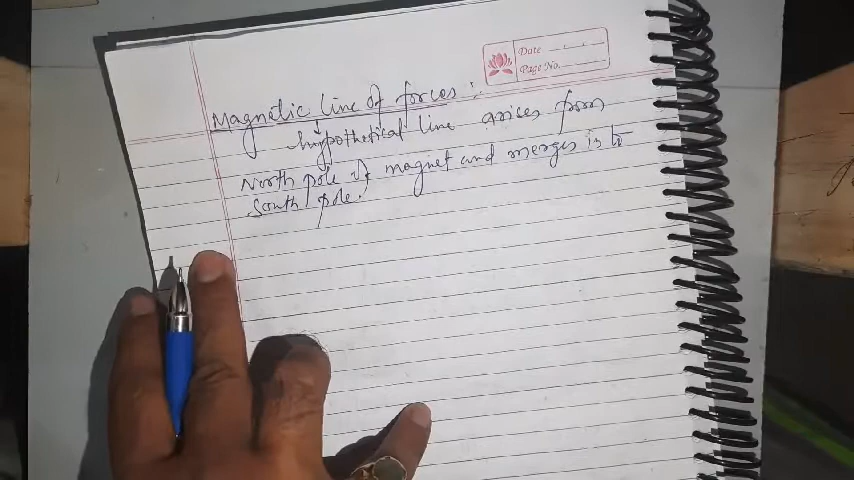 Date
Page No.
Magnetic line of forces :-
hypothetical line arises from
North pole of magnet and merges is to
South pole.